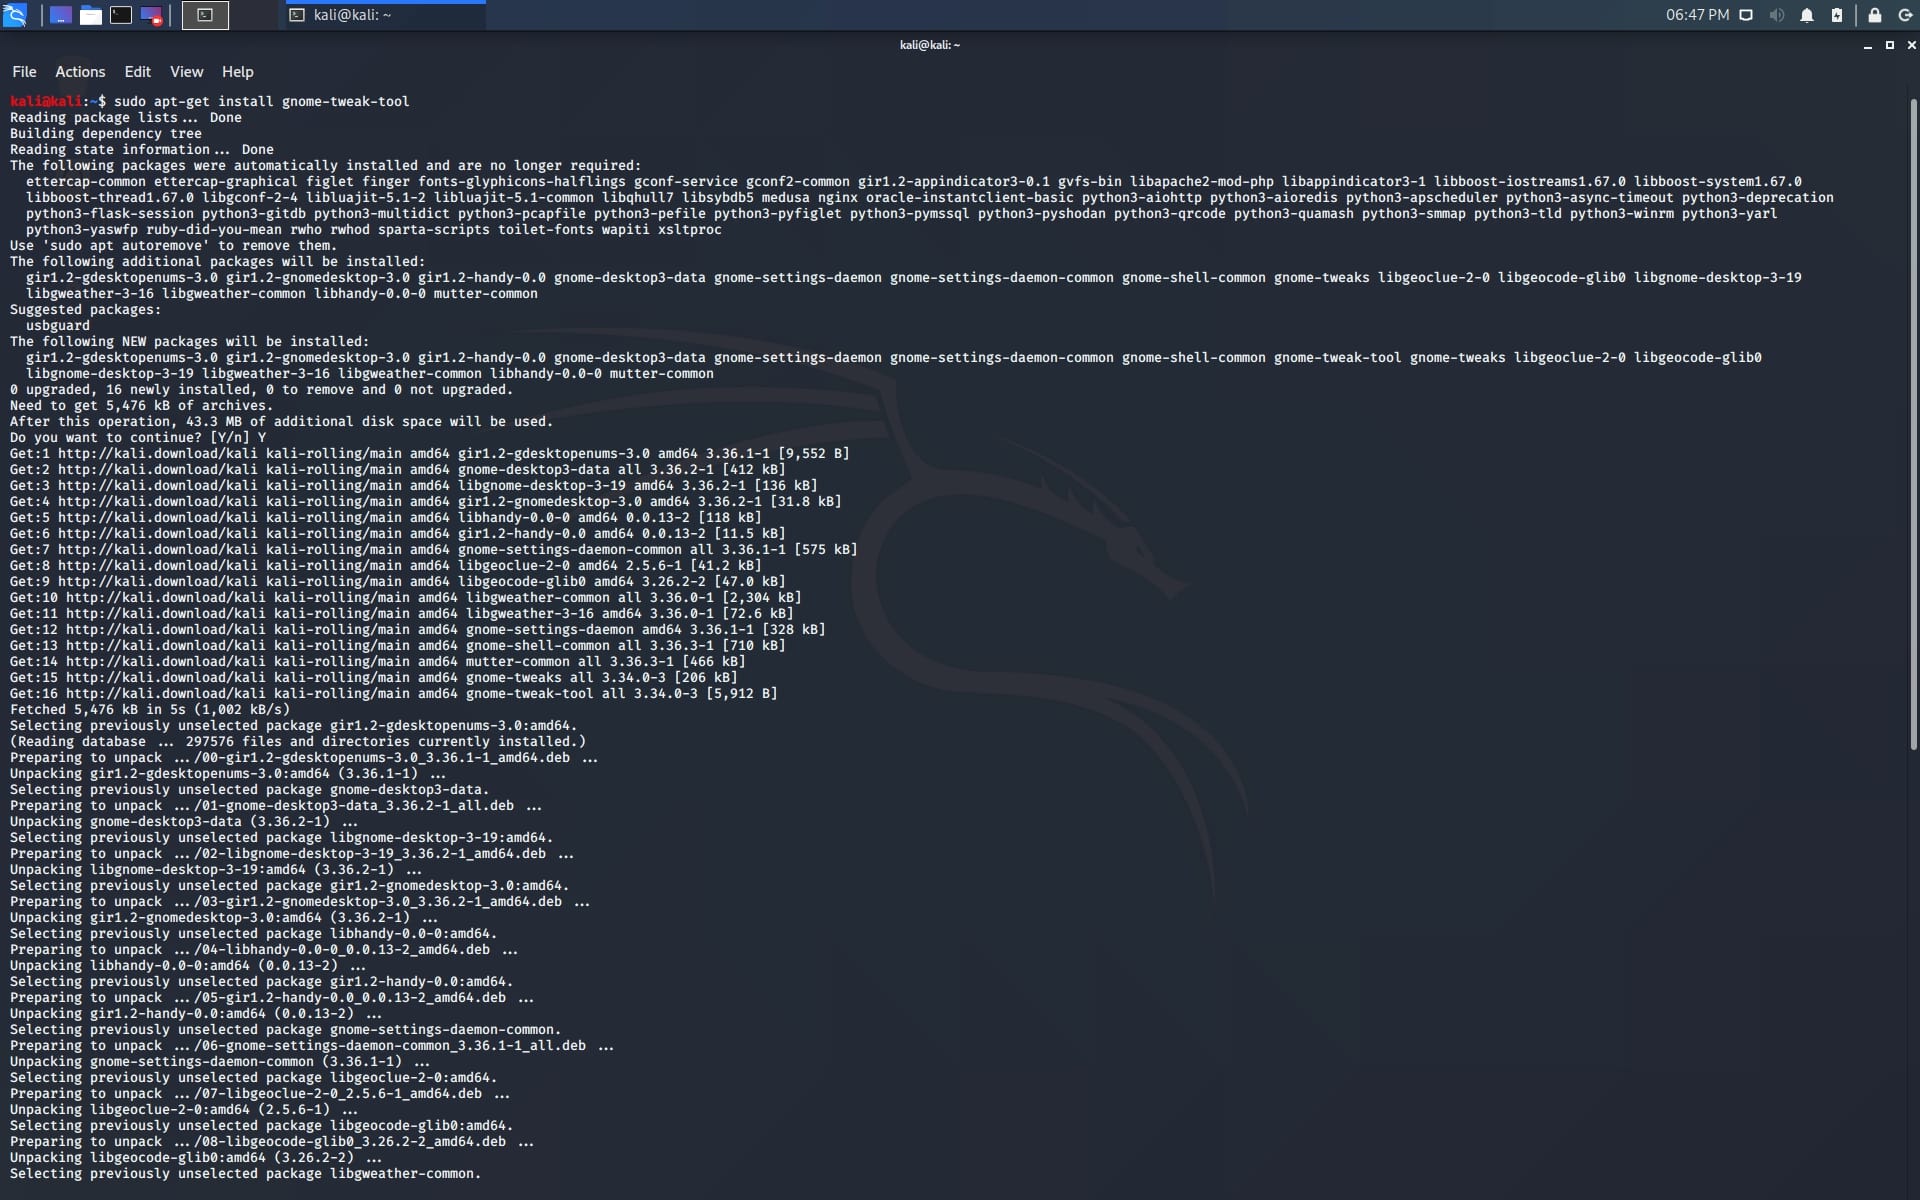 kali@kali: ~
06:47 PM
kali@kali: ~
File Actions Edit View Help
kali@kali:~$ sudo apt-get install gnome-tweak-tool
Reading package lists... Done
Building dependency tree
Reading state information... Done
The following packages were automatically installed and are no longer required:
  ettercap-common ettercap-graphical figlet finger fonts-glyphicons-halflings gconf-service gconf2-common gir1.2-appindicator3-0.1 gvfs-bin libapache2-mod-php libappindicator3-1 libboost-iostreams1.67.0 libboost-system1.67.0
  libboost-thread1.67.0 libgconf-2-4 libluajit-5.1-2 libluajit-5.1-common libqhull7 libsybdb5 medusa nginx oracle-instantclient-basic python3-aiohttp python3-aioredis python3-apscheduler python3-async-timeout python3-deprecation
  python3-flask-session python3-gitdb python3-multidict python3-pcapfile python3-pefile python3-pyfiglet python3-pymssql python3-pyshodan python3-qrcode python3-quamash python3-smmap python3-tld python3-winrm python3-yarl
  python3-yaswfp ruby-did-you-mean rwho rwhod sparta-scripts toilet-fonts wapiti xsltproc
Use 'sudo apt autoremove' to remove them.
The following additional packages will be installed:
  gir1.2-gdesktopenums-3.0 gir1.2-gnomedesktop-3.0 gir1.2-handy-0.0 gnome-desktop3-data gnome-settings-daemon gnome-settings-daemon-common gnome-shell-common gnome-tweaks libgeoclue-2-0 libgeocode-glib0 libgnome-desktop-3-19
  libgweather-3-16 libgweather-common libhandy-0.0-0 mutter-common
Suggested packages:
  usbguard
The following NEW packages will be installed:
  gir1.2-gdesktopenums-3.0 gir1.2-gnomedesktop-3.0 gir1.2-handy-0.0 gnome-desktop3-data gnome-settings-daemon gnome-settings-daemon-common gnome-shell-common gnome-tweak-tool gnome-tweaks libgeoclue-2-0 libgeocode-glib0
  libgnome-desktop-3-19 libgweather-3-16 libgweather-common libhandy-0.0-0 mutter-common
0 upgraded, 16 newly installed, 0 to remove and 0 not upgraded.
Need to get 5,476 kB of archives.
After this operation, 43.3 MB of additional disk space will be used.
Do you want to continue? [Y/n] Y
Get:1 http://kali.download/kali kali-rolling/main amd64 gir1.2-gdesktopenums-3.0 amd64 3.36.1-1 [9,552 B]
Get:2 http://kali.download/kali kali-rolling/main amd64 gnome-desktop3-data all 3.36.2-1 [412 kB]
Get:3 http://kali.download/kali kali-rolling/main amd64 libgnome-desktop-3-19 amd64 3.36.2-1 [136 kB]
Get:4 http://kali.download/kali kali-rolling/main amd64 gir1.2-gnomedesktop-3.0 amd64 3.36.2-1 [31.8 kB]
Get:5 http://kali.download/kali kali-rolling/main amd64 libhandy-0.0-0 amd64 0.0.13-2 [118 kB]
Get:6 http://kali.download/kali kali-rolling/main amd64 gir1.2-handy-0.0 amd64 0.0.13-2 [11.5 kB]
Get:7 http://kali.download/kali kali-rolling/main amd64 gnome-settings-daemon-common all 3.36.1-1 [575 kB]
Get:8 http://kali.download/kali kali-rolling/main amd64 libgeoclue-2-0 amd64 2.5.6-1 [41.2 kB]
Get:9 http://kali.download/kali kali-rolling/main amd64 libgeocode-glib0 amd64 3.26.2-2 [47.0 kB]
Get:10 http://kali.download/kali kali-rolling/main amd64 libgweather-common all 3.36.0-1 [2,304 kB]
Get:11 http://kali.download/kali kali-rolling/main amd64 libgweather-3-16 amd64 3.36.0-1 [72.6 kB]
Get:12 http://kali.download/kali kali-rolling/main amd64 gnome-settings-daemon amd64 3.36.1-1 [328 kB]
Get:13 http://kali.download/kali kali-rolling/main amd64 gnome-shell-common all 3.36.3-1 [710 kB]
Get:14 http://kali.download/kali kali-rolling/main amd64 mutter-common all 3.36.3-1 [466 kB]
Get:15 http://kali.download/kali kali-rolling/main amd64 gnome-tweaks all 3.34.0-3 [206 kB]
Get:16 http://kali.download/kali kali-rolling/main amd64 gnome-tweak-tool all 3.34.0-3 [5,912 B]
Fetched 5,476 kB in 5s (1,002 kB/s)
Selecting previously unselected package gir1.2-gdesktopenums-3.0:amd64.
(Reading database ... 297576 files and directories currently installed.)
Preparing to unpack .../00-gir1.2-gdesktopenums-3.0_3.36.1-1_amd64.deb ...
Unpacking gir1.2-gdesktopenums-3.0:amd64 (3.36.1-1) ...
Selecting previously unselected package gnome-desktop3-data.
Preparing to unpack .../01-gnome-desktop3-data_3.36.2-1_all.deb ...
Unpacking gnome-desktop3-data (3.36.2-1) ...
Selecting previously unselected package libgnome-desktop-3-19:amd64.
Preparing to unpack .../02-libgnome-desktop-3-19_3.36.2-1_amd64.deb ...
Unpacking libgnome-desktop-3-19:amd64 (3.36.2-1) ...
Selecting previously unselected package gir1.2-gnomedesktop-3.0:amd64.
Preparing to unpack .../03-gir1.2-gnomedesktop-3.0_3.36.2-1_amd64.deb ...
Unpacking gir1.2-gnomedesktop-3.0:amd64 (3.36.2-1) ...
Selecting previously unselected package libhandy-0.0-0:amd64.
Preparing to unpack .../04-libhandy-0.0-0_0.0.13-2_amd64.deb ...
Unpacking libhandy-0.0-0:amd64 (0.0.13-2) ...
Selecting previously unselected package gir1.2-handy-0.0:amd64.
Preparing to unpack .../05-gir1.2-handy-0.0_0.0.13-2_amd64.deb ...
Unpacking gir1.2-handy-0.0:amd64 (0.0.13-2) ...
Selecting previously unselected package gnome-settings-daemon-common.
Preparing to unpack .../06-gnome-settings-daemon-common_3.36.1-1_all.deb ...
Unpacking gnome-settings-daemon-common (3.36.1-1) ...
Selecting previously unselected package libgeoclue-2-0:amd64.
Preparing to unpack .../07-libgeoclue-2-0_2.5.6-1_amd64.deb ...
Unpacking libgeoclue-2-0:amd64 (2.5.6-1) ...
Selecting previously unselected package libgeocode-glib0:amd64.
Preparing to unpack .../08-libgeocode-glib0_3.26.2-2_amd64.deb ...
Unpacking libgeocode-glib0:amd64 (3.26.2-2) ...
Selecting previously unselected package libgweather-common.